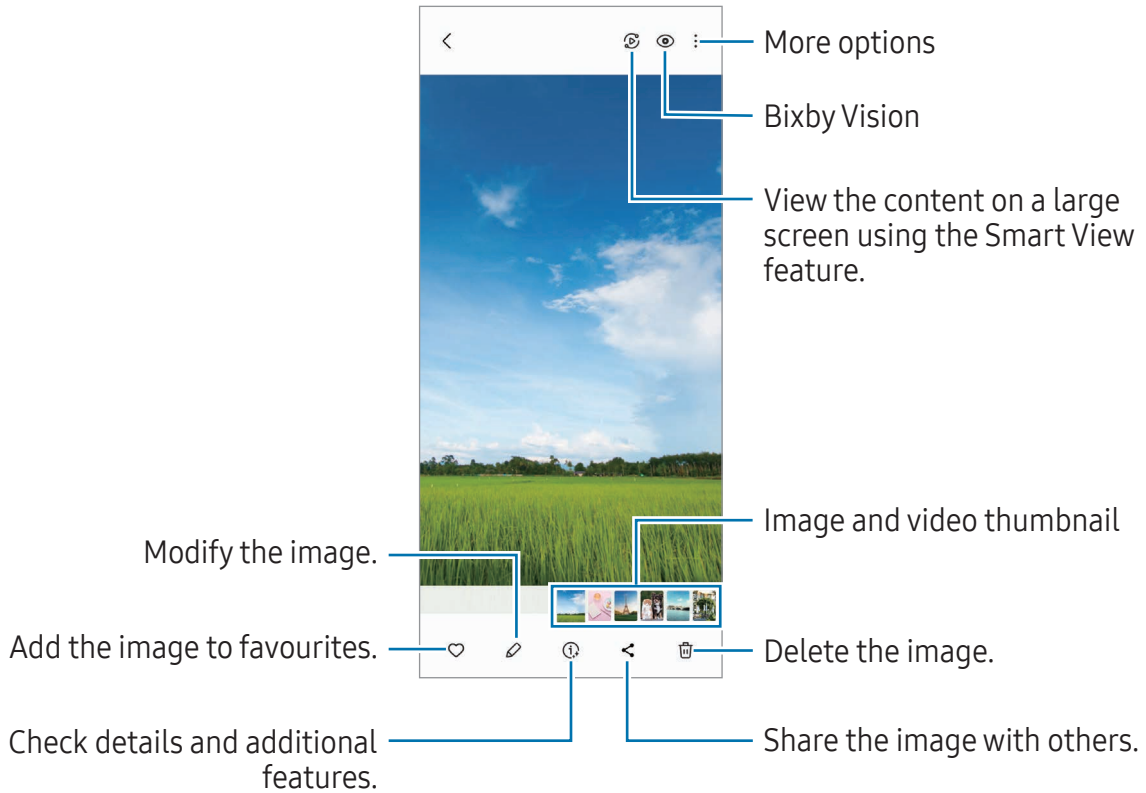 More options
Bixby Vision
View the content on a large
screen using the Smart View
feature.
Image and video thumbnail
Modify the image.
Add the image to favourites.
Delete the image.
Check details and additional
features.
Share the image with others.